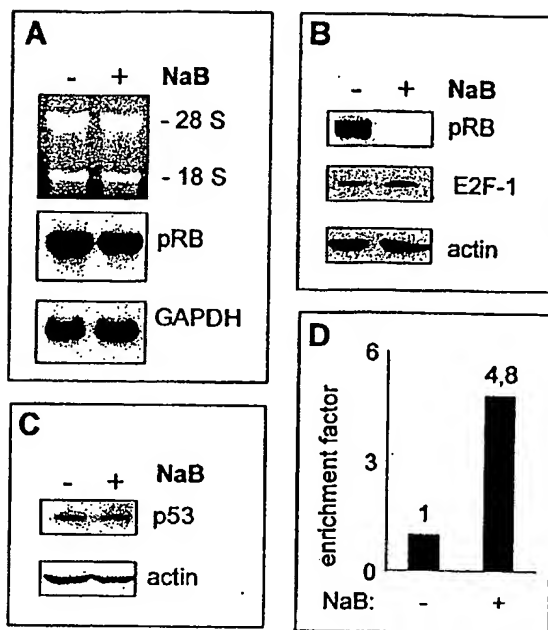 A
- + NaB
- 28 S
- 18 S
pRB
GAPDH
B
- + NaB
pRB
E2F-1
actin
C
- + NaB
p53
actin
D
6
3
0
enrichment factor
1
4,8
NaB: - +